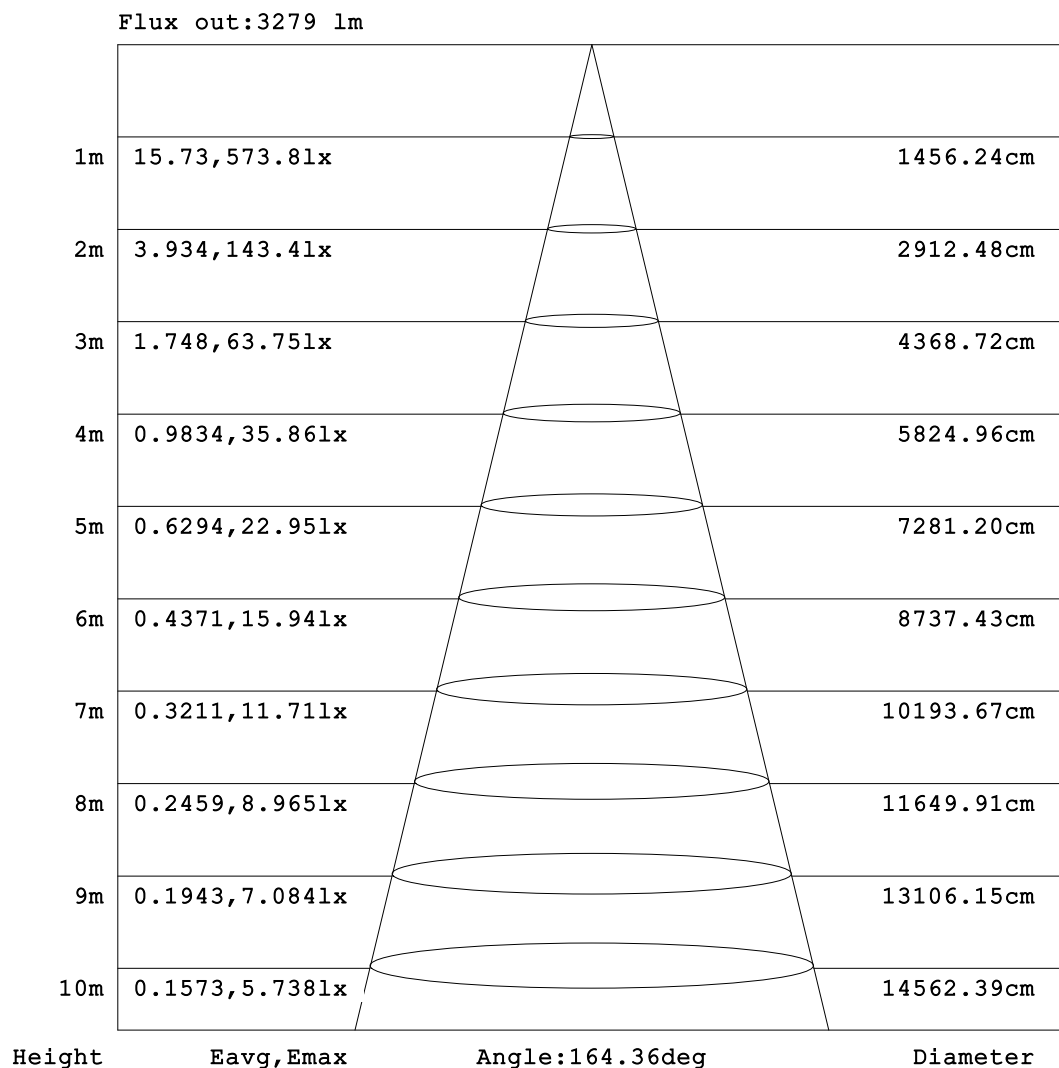 Flux out:3279 lm
1m 15.73,573.8lx 1456.24cm
2m 3.934,143.4lx 2912.48cm
3m 1.748,63.75lx 4368.72cm
4m 0.9834,35.86lx 5824.96cm
5m 0.6294,22.95lx 7281.20cm
6m 0.4371,15.94lx 8737.43cm
7m 0.3211,11.71lx 10193.67cm
8m 0.2459,8.965lx 11649.91cm
9m 0.1943,7.084lx 13106.15cm
10m 0.1573,5.738lx 14562.39cm
Height Eavg,Emax Angle:164.36deg Diameter